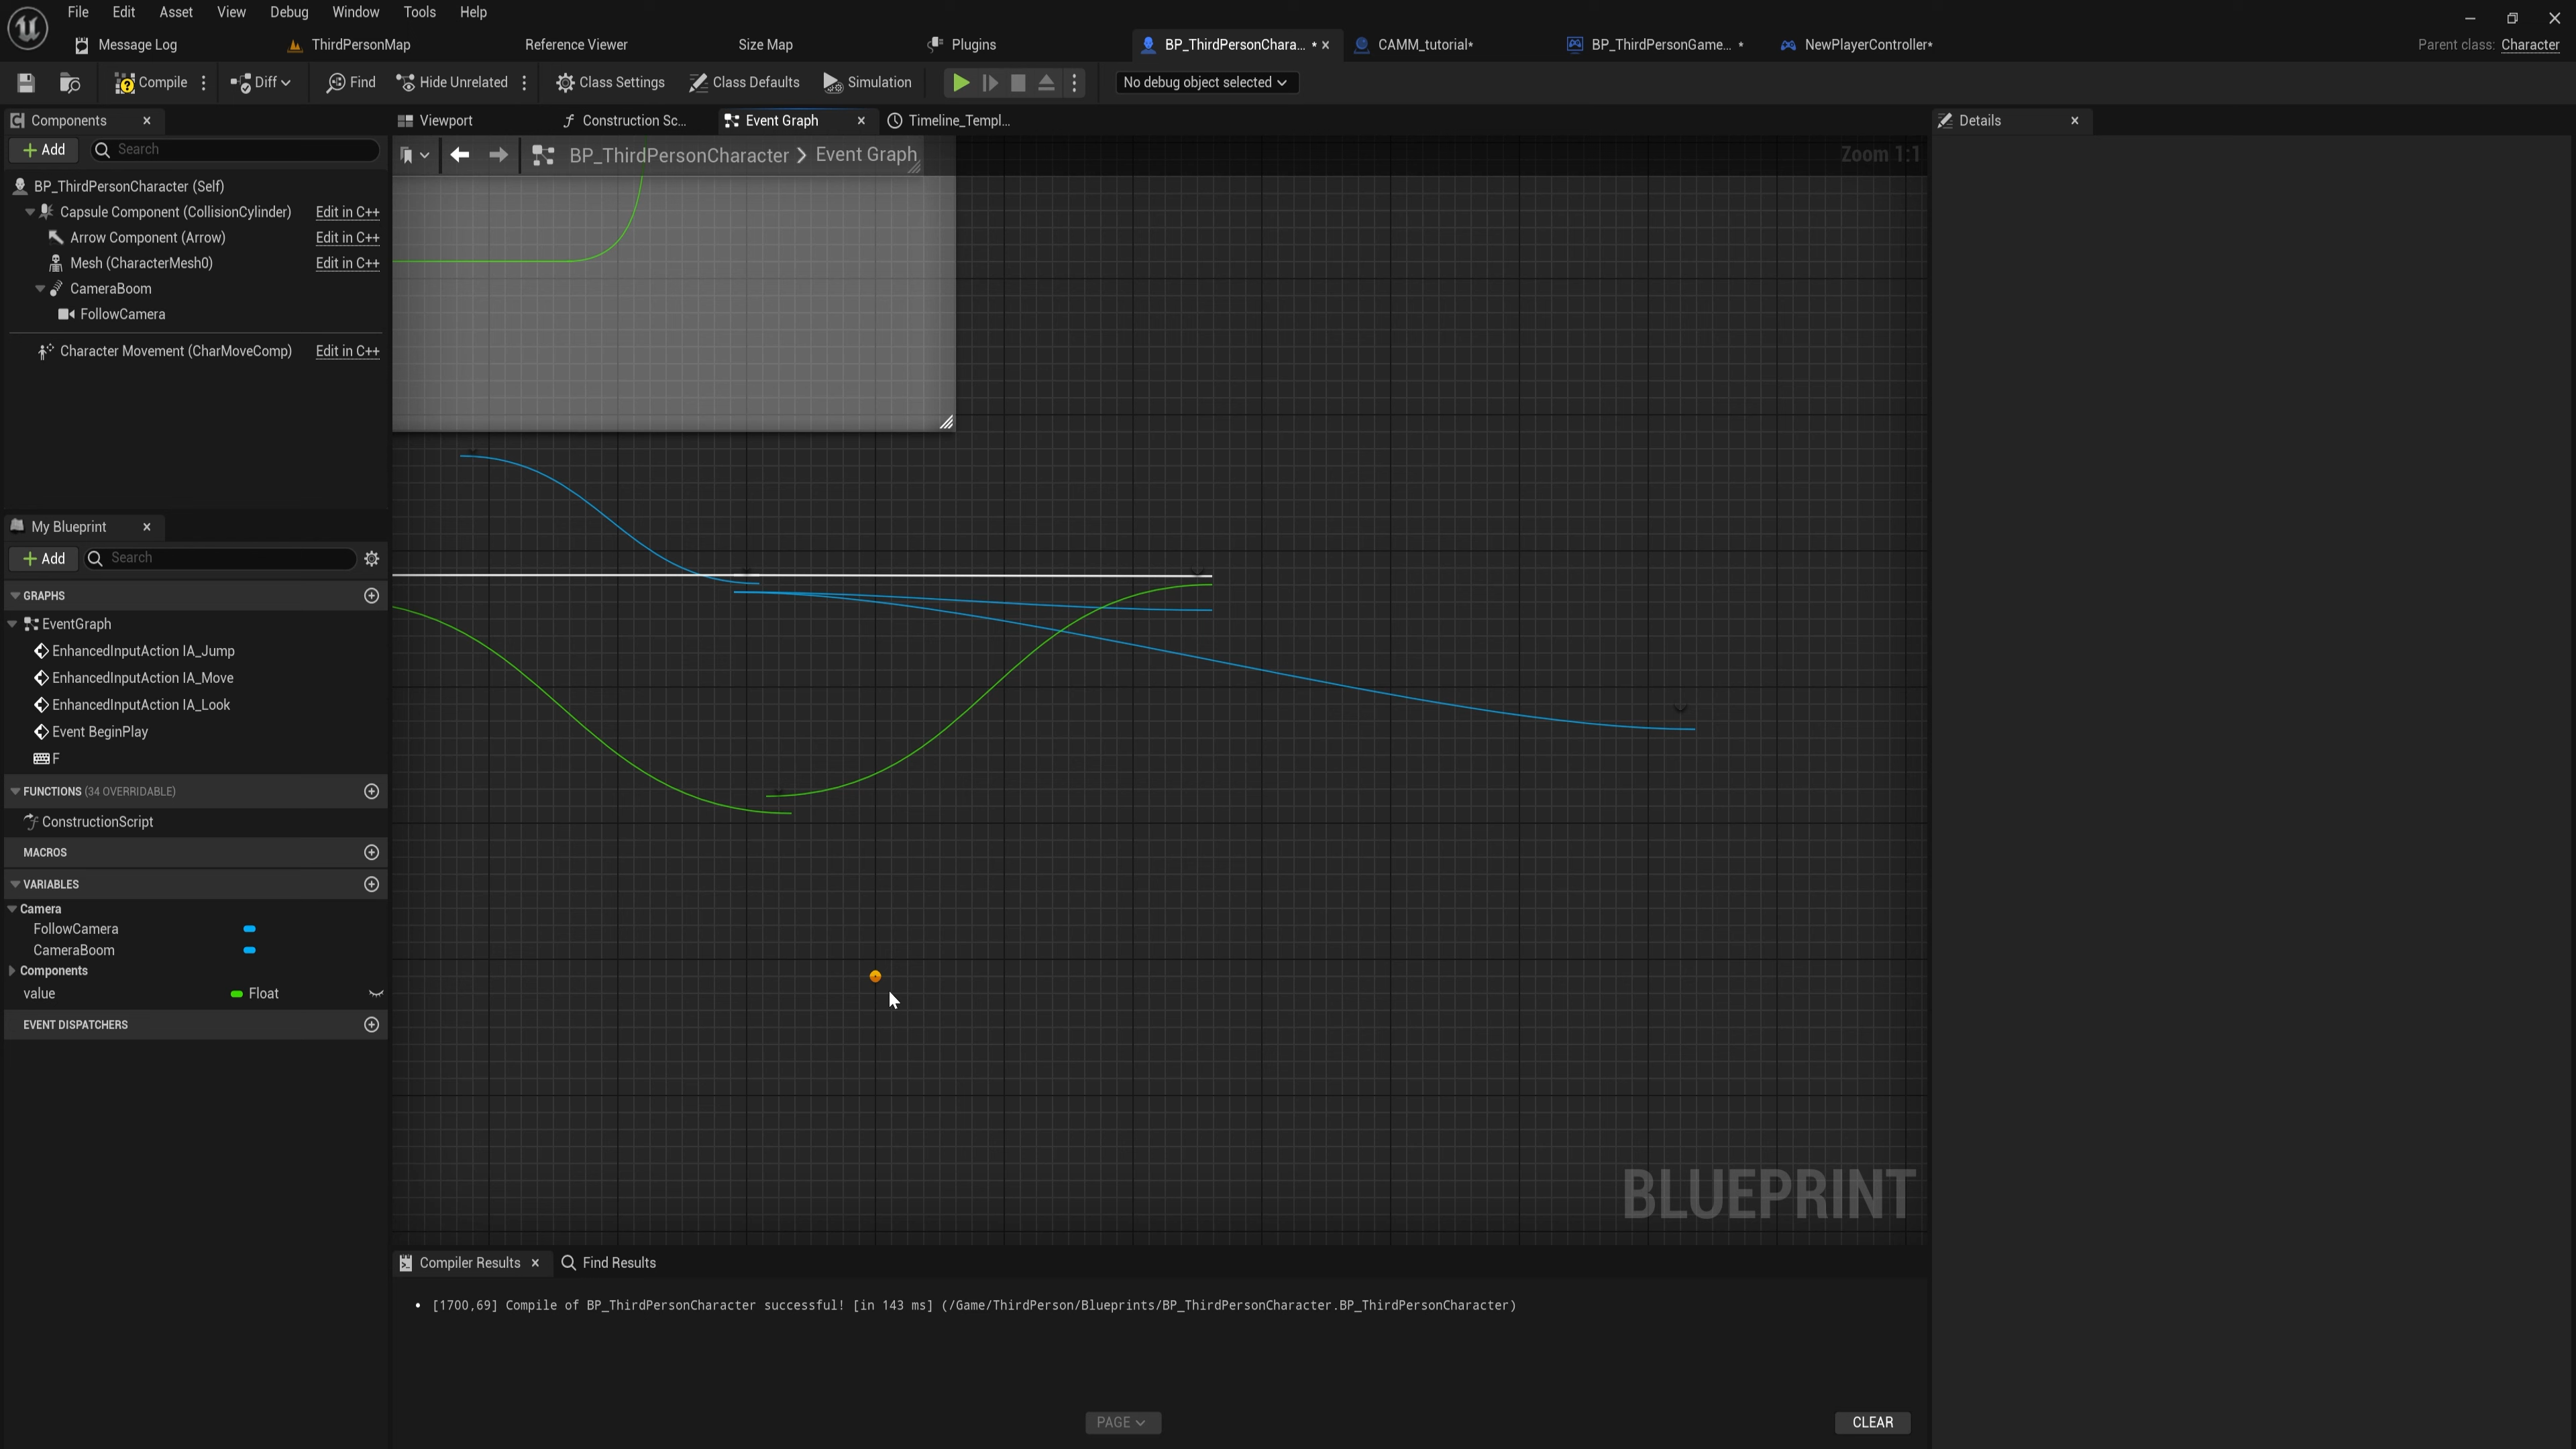 File Edit Asset View Debug Window Tools Help
Message Log ThirdPersonMap Reference Viewer Size Map Plugins BP_ThirdPersonChara... * CAMM_tutorial* BP_ThirdPersonGame... * NewPlayerController* Parent class: Character
Compile Diff Find Hide Unrelated Class Settings Class Defaults Simulation No debug object selected
Components
Viewport Construction Sc... Event Graph Timeline_Templ... Details
Add Search
BP_ThirdPersonCharacter > Event Graph Zoom 1:1
BP_ThirdPersonCharacter (Self)
Capsule Component (CollisionCylinder) Edit in C++
Arrow Component (Arrow) Edit in C++
Mesh (CharacterMesh0) Edit in C++
CameraBoom
FollowCamera
Character Movement (CharMoveComp) Edit in C++
My Blueprint
Add Search
GRAPHS
EventGraph
EnhancedInputAction IA_Jump
EnhancedInputAction IA_Move
EnhancedInputAction IA_Look
Event BeginPlay
F
FUNCTIONS (34 OVERRIDABLE)
ConstructionScript
MACROS
VARIABLES
Camera
FollowCamera
CameraBoom
Components
value Float
EVENT DISPATCHERS
BLUEPRINT
Compiler Results Find Results
[1700,69] Compile of BP_ThirdPersonCharacter successful! [in 143 ms] (/Game/ThirdPerson/Blueprints/BP_ThirdPersonCharacter.BP_ThirdPersonCharacter)
PAGE CLEAR